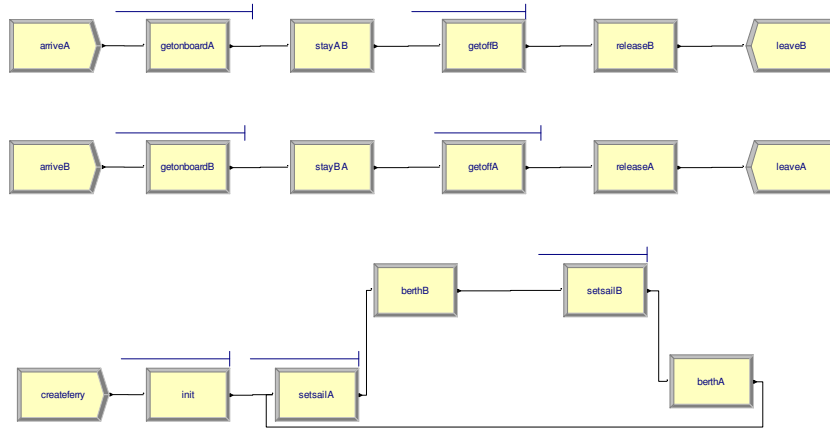 arriveA
getonboardA
stayAB
getoffB
releaseB
leaveB
arriveB
getonboardB
stayBA
getoffA
releaseA
leaveA
berthB
setsailB
createferry
init
setsailA
berthA